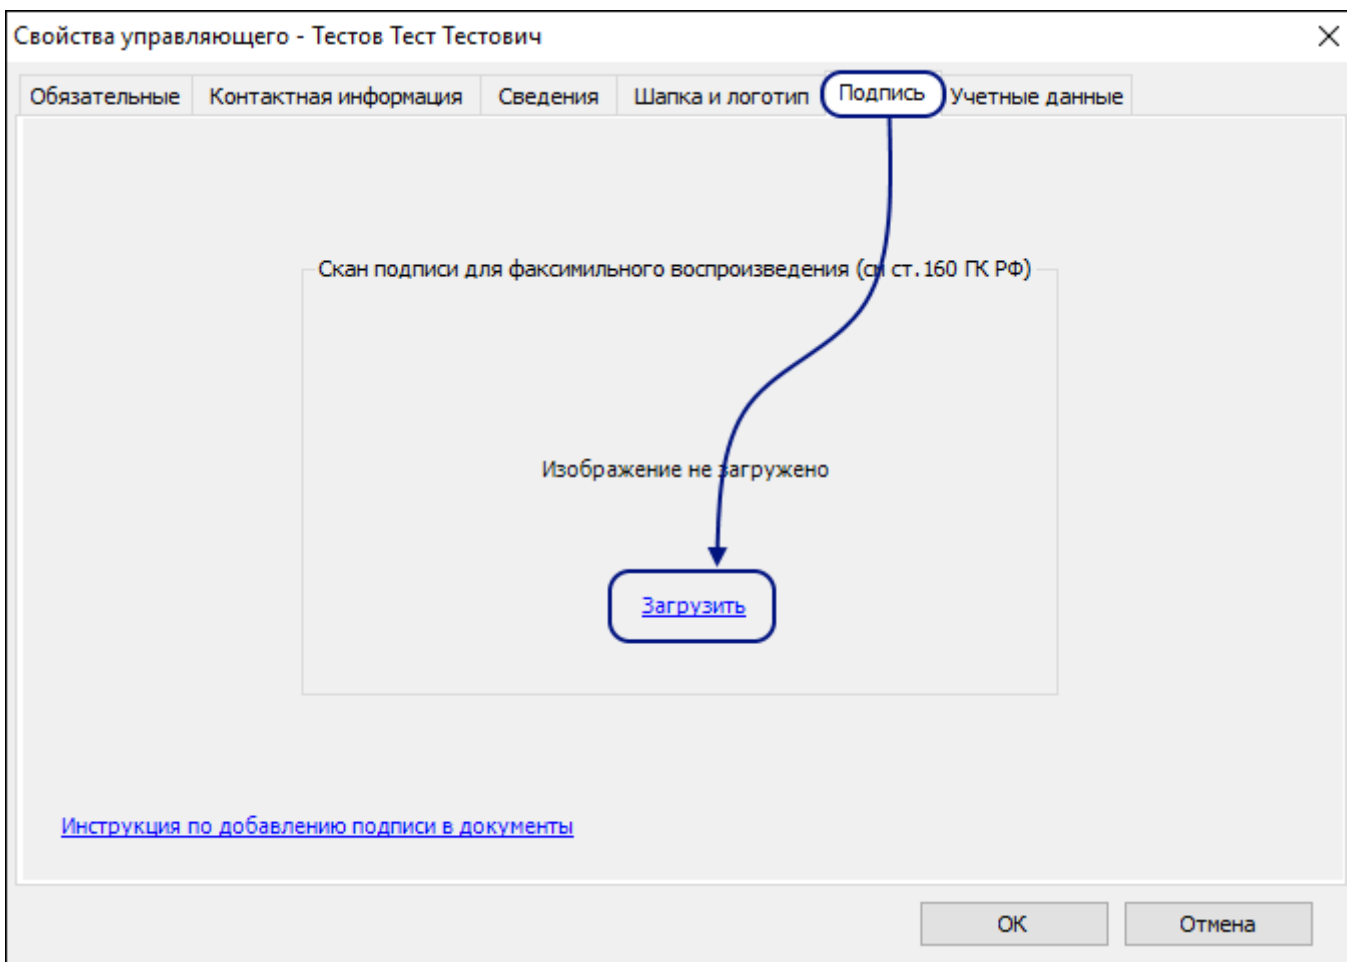 Свойства управляющего - Тестов Тест Тестович
Обязательные Контактная информация Сведения Шапка и логотип Подпись Учетные данные
Скан подписи для факсимильного воспроизведения (см ст.160 ГК РФ)
Изображение не загружено
Загрузить
Инструкция по добавлению подписи в документы
ОК Отмена